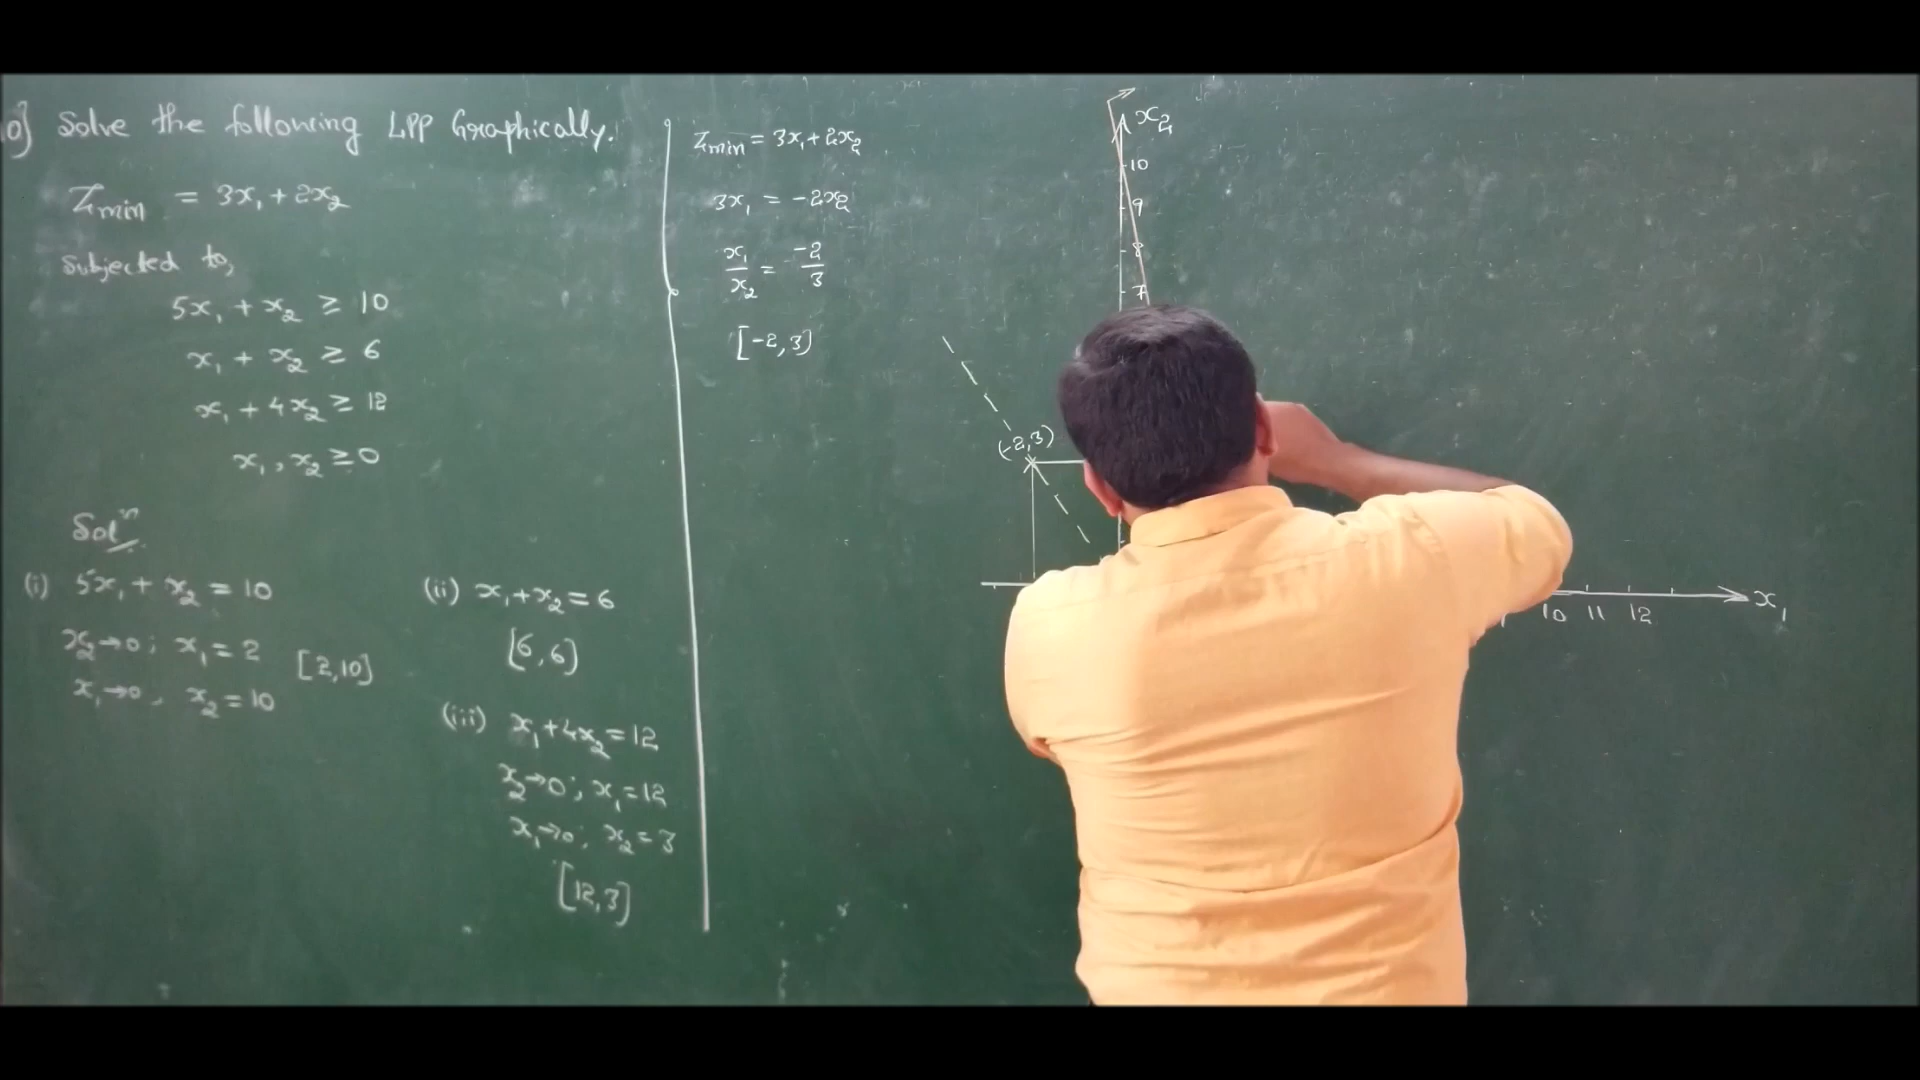 0] Solve the following LPP Graphically.
Zmin = 3x₁ + 2x₂
Subjected to,
5x₁ + x₂ ≥ 10
x₁ + x₂ ≥ 6
x₁ + 4x₂ ≥ 12
x₁, x₂ ≥ 0
Solⁿ
(i) 5x₁ + x₂ = 10
x₂→0; x₁ = 2
[2,10]
x₁→0, x₂ = 10
(ii) x₁ + x₂ = 6
[6,6]
(iii) x₁ + 4x₂ = 12
x₂→0; x₁ = 12
x₁→0; x₂ = 3
[12,3]
Zmin = 3x₁ + 2x₂
3x₁ = -2x₂
x₁/x₂ = -2/3
[-2,3]
x₂
10
9
8
7
(-2,3)
10 11 12
x₁